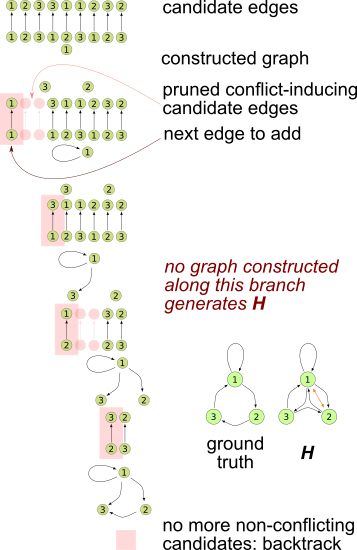 1 2 3 3 1 1 2 3 2
candidate edges
1 2 3 1 2 3 1 2 3
1
constructed graph
3 2
pruned conflict-inducing
candidate edges
1 3 1 1 2 3 2
1 1 2 3 1 2 3
next edge to add
1
3 2
3 1 1 2 3 2
1 2 3 1 2 3
1
3 2
no graph constructed
along this branch
generates H
1 3 2
2 2 3
1
3 2
3 2
2 3
1
3 2
1
3 2
ground
truth
1
3 2
H
no more non-conflicting
candidates: backtrack